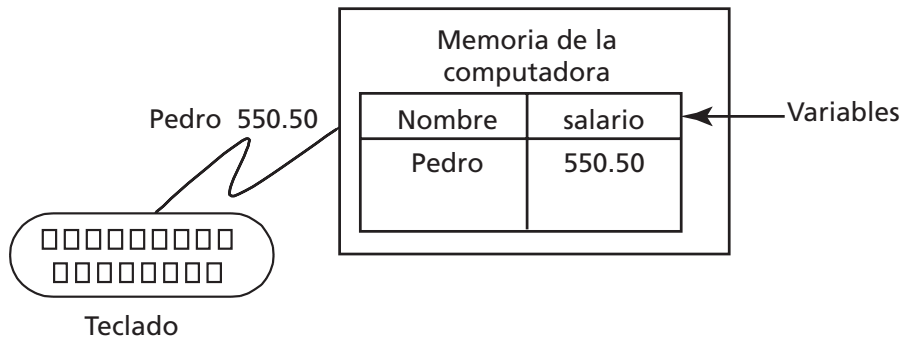 Memoria de la
computadora
Pedro 550.50
Nombre salario
Variables
Pedro 550.50
Teclado